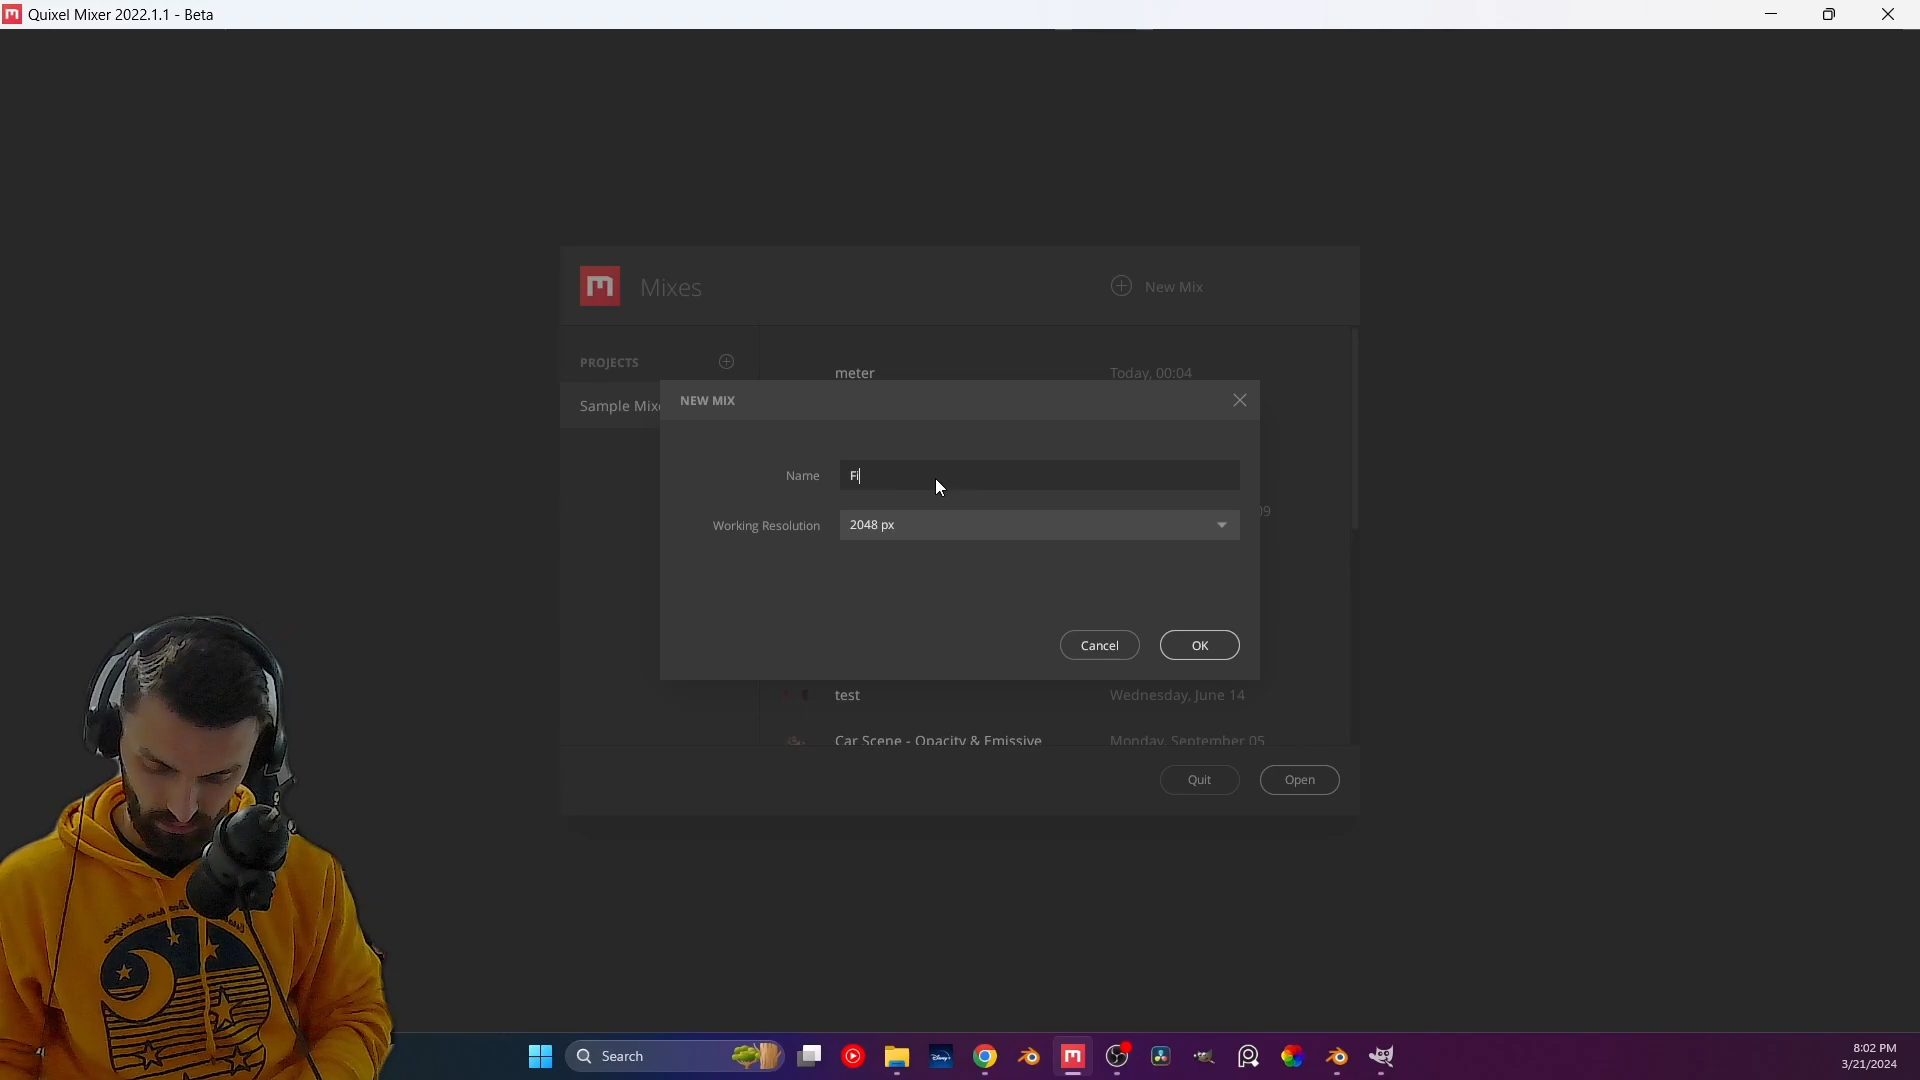 Quixel Mixer 2022.1.1 - Beta
Mixes
New Mix
PROJECTS
meter
Today, 00:04
Sample Mix
NEW MIX
Name
Fi
09
Working Resolution
2048 px
Cancel
OK
test
Wednesday, June 14
Car Scene - Opacity & Emissive
Monday, September 05
Quit
Open
Search
Disney+
8:02 PM
3/21/2024